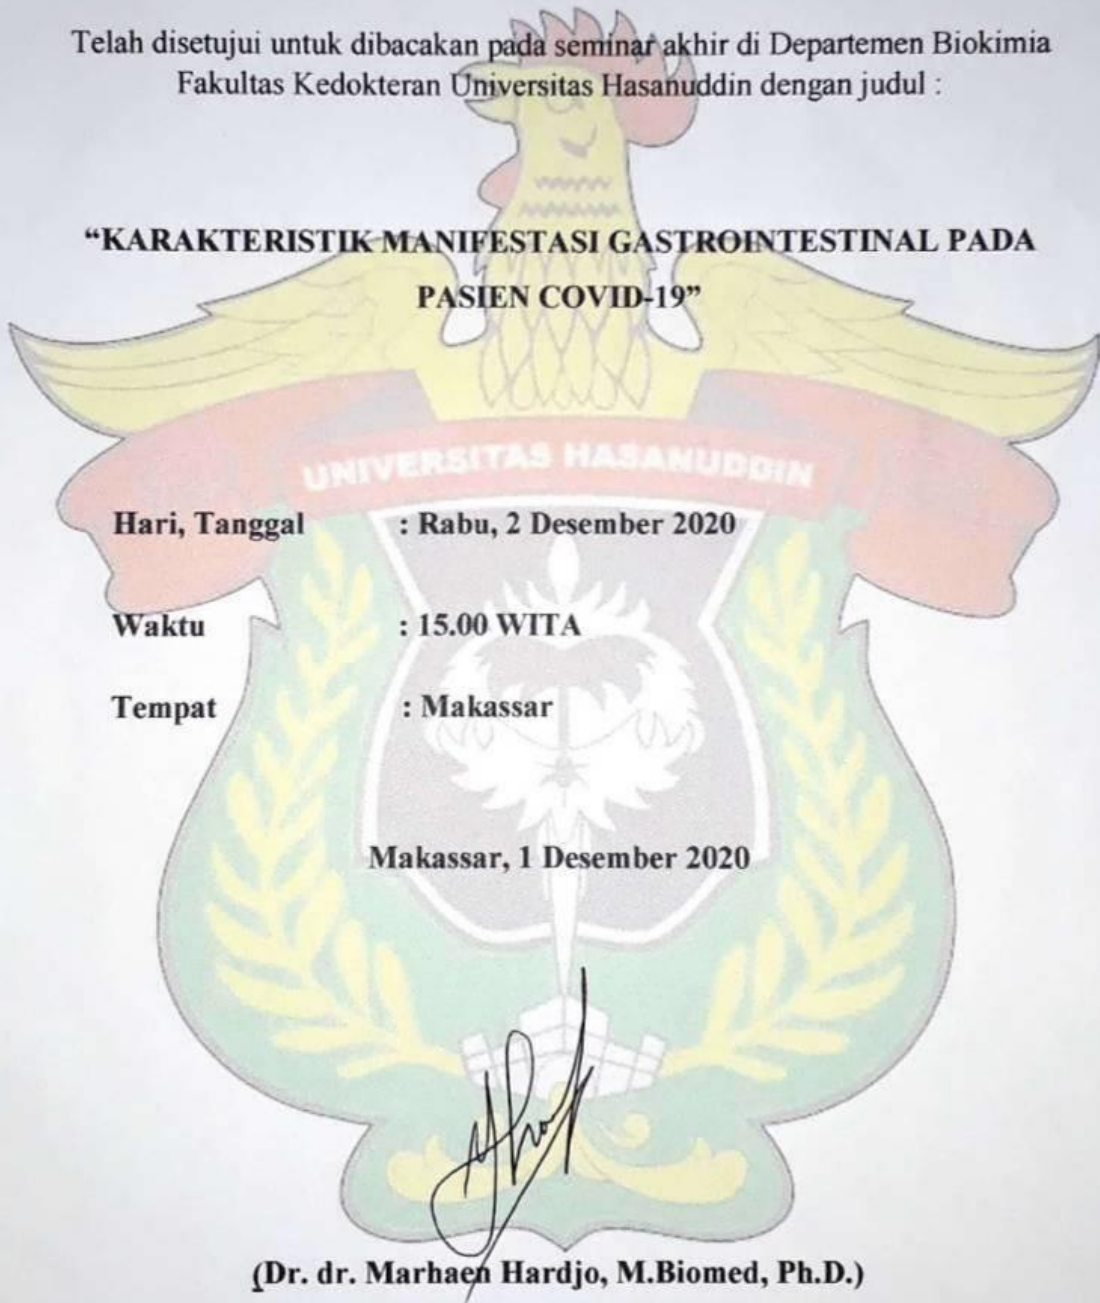 Telah disetujui untuk dibacakan pada seminar akhir di Departemen Biokimia
Fakultas Kedokteran Universitas Hasanuddin dengan judul :
“KARAKTERISTIK MANIFESTASI GASTROINTESTINAL PADA
PASIEN COVID-19”
UNIVERSITAS HASANUDDIN
Hari, Tanggal : Rabu, 2 Desember 2020
Waktu : 15.00 WITA
Tempat : Makassar
Makassar, 1 Desember 2020
(Dr. dr. Marhaen Hardjo, M.Biomed, Ph.D.)